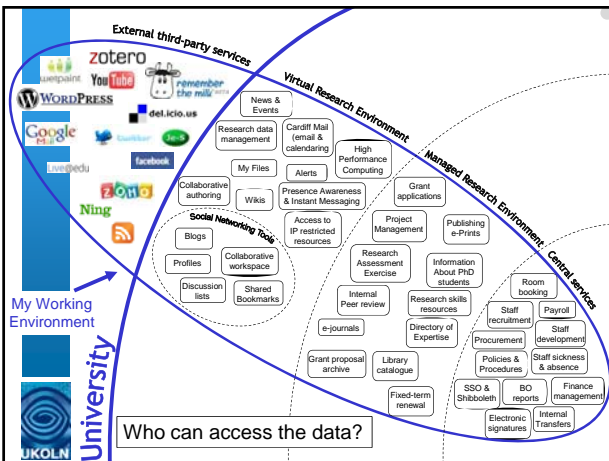 External third-party services
zotero
wetpaint
YouTube
remember
the milk
BETA
WORDPRESS
del.icio.us
Google
Mail
twitter
Je-S
Live@edu
facebook
ZOHO
Ning
Virtual Research Environment
News &
Events
Research data
management
Cardiff Mail
(email &
calendaring
High
Performance
Computing
My Files
Alerts
Collaborative
authoring
Wikis
Presence Awareness
& Instant Messaging
Access to
IP restricted
resources
Social Networking Tools
Blogs
Profiles
Collaborative
workspace
Discussion
lists
Shared
Bookmarks
Managed Research Environment
Grant
applications
Project
Management
Publishing
e-Prints
Research
Assessment
Exercise
Information
About PhD
students
Internal
Peer review
Research skills
resources
e-journals
Directory of
Expertise
Grant proposal
archive
Library
catalogue
Fixed-term
renewal
Central services
Room
booking
Staff
recruitment
Payroll
Procurement
Staff
development
Policies &
Procedures
Staff sickness
& absence
SSO &
Shibboleth
BO
reports
Finance
management
Electronic
signatures
Internal
Transfers
My Working
Environment
University
Who can access the data?
UKOLN